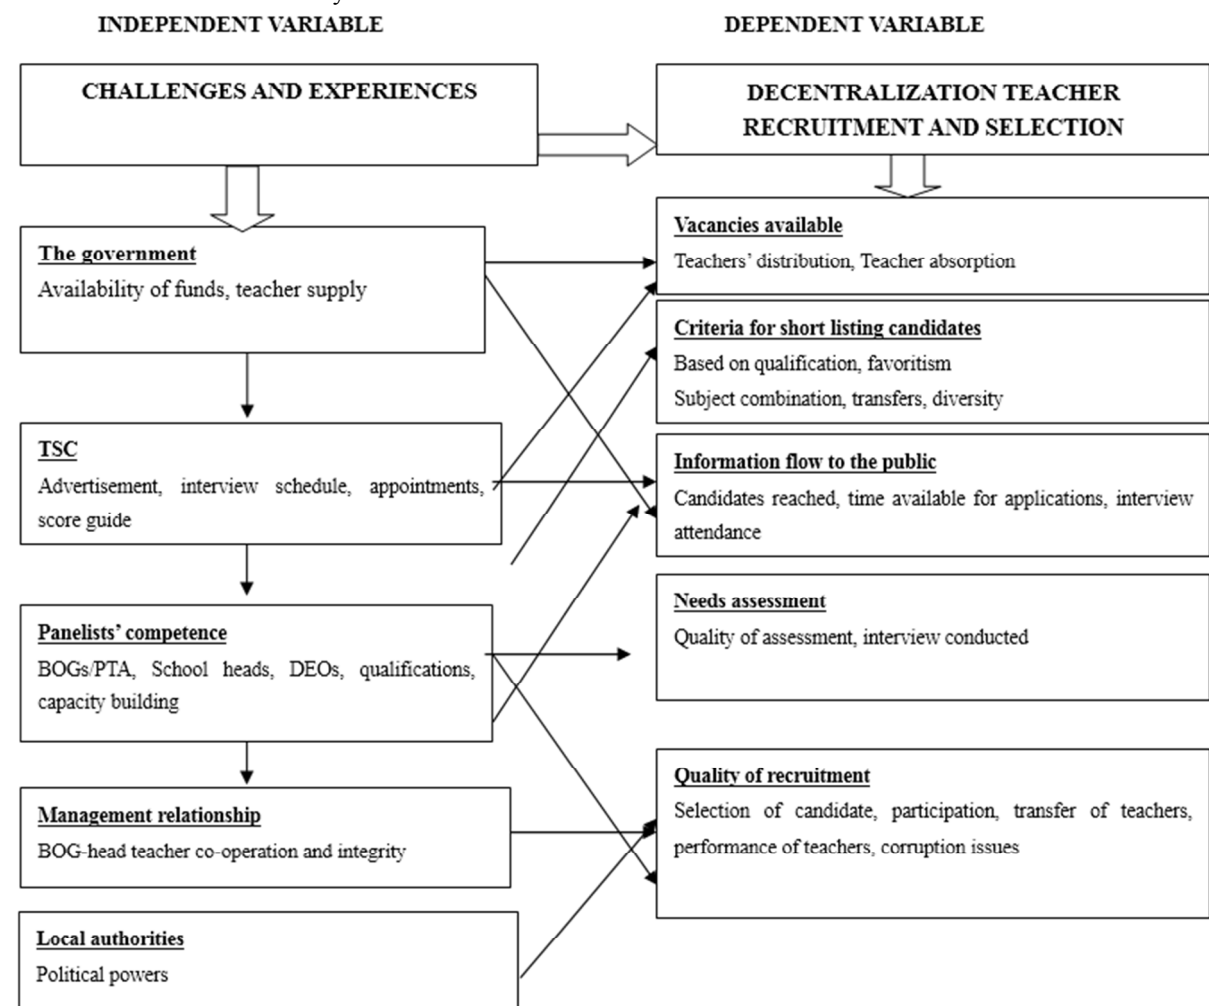 INDEPENDENT VARIABLE
DEPENDENT VARIABLE
CHALLENGES AND EXPERIENCES
DECENTRALIZATION TEACHER
RECRUITMENT AND SELECTION
The government
Availability of funds, teacher supply
TSC
Advertisement, interview schedule, appointments,
score guide
Panelists' competence
BOGs/PTA, School heads, DEOs, qualifications,
capacity building
Management relationship
BOG-head teacher co-operation and integrity
Local authorities
Political powers
Vacancies available
Teachers' distribution, Teacher absorption
Criteria for short listing candidates
Based on qualification, favoritism
Subject combination, transfers, diversity
Information flow to the public
Candidates reached, time available for applications, interview
attendance
Needs assessment
Quality of assessment, interview conducted
Quality of recruitment
Selection of candidate, participation, transfer of teachers,
performance of teachers, corruption issues